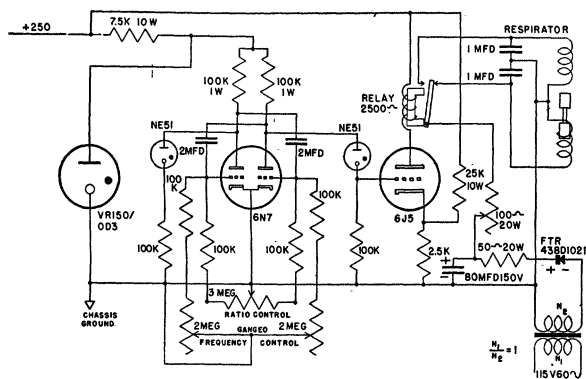 +250
7.5K 10W
RESPIRATOR
1 MFD
1 MFD
100K
1W
100K
1W
RELAY
2500~
NE51
2MFD
2MFD
NE51
VR150/
OD3
100
K
6N7
100K
6J5
25K
10W
100~
20W
100K
100K
100K
100K
2.5K
50~20W
FTR
438D1021
+ -
+
-
80MFD150V
3 MEG
RATIO CONTROL
CHASSIS
GROUND
2MEG
GANGED
2MEG
FREQUENCY
CONTROL
N2
N1
N1/N2 = 1
115V60~